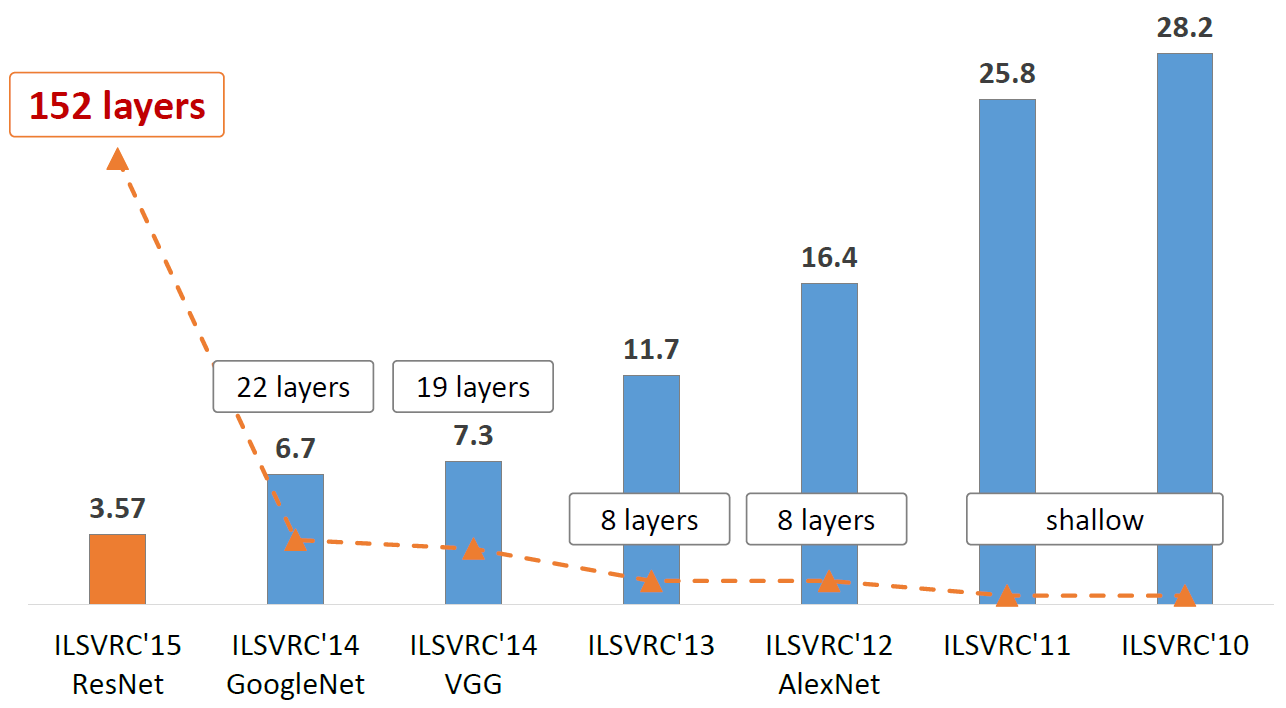 28.2
25.8
152 layers
16.4
11.7
22 layers
19 layers
7.3
6.7
3.57
8 layers
8 layers
shallow
ILSVRC'15
ResNet
ILSVRC'14
GoogleNet
ILSVRC'14
VGG
ILSVRC'13
ILSVRC'12
AlexNet
ILSVRC'11
ILSVRC'10